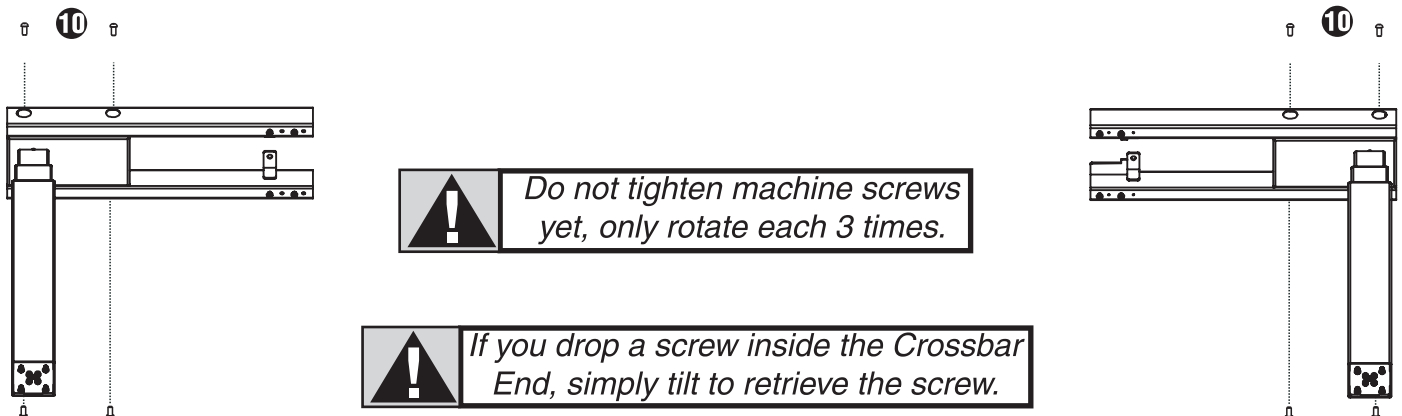 10
10
Do not tighten machine screws
yet, only rotate each 3 times.
If you drop a screw inside the Crossbar
End, simply tilt to retrieve the screw.